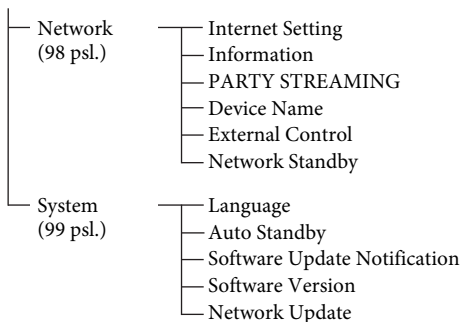 Network
(98 psl.)
Internet Setting
Information
PARTY STREAMING
Device Name
External Control
Network Standby
System
(99 psl.)
Language
Auto Standby
Software Update Notification
Software Version
Network Update